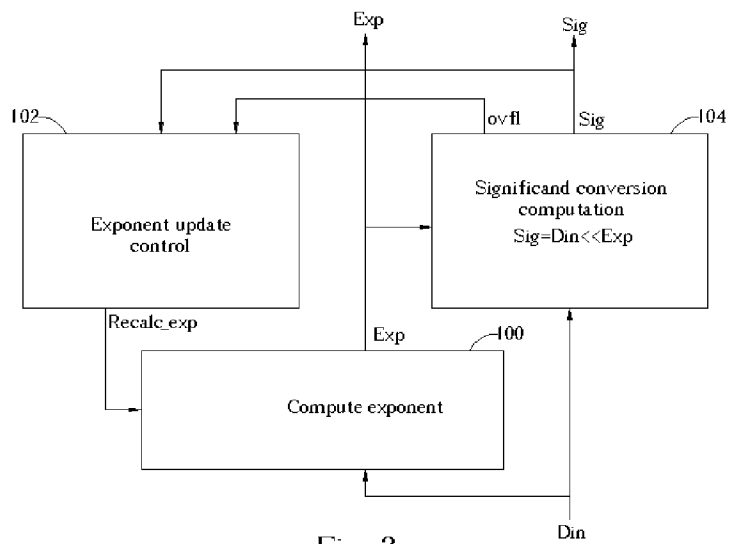 Exp
Sig
102
ovfl
Sig
104
Exponent update
control
Significand conversion
computation
Sig=Din<<Exp
Recalc_exp
Exp
100
Compute exponent
Din